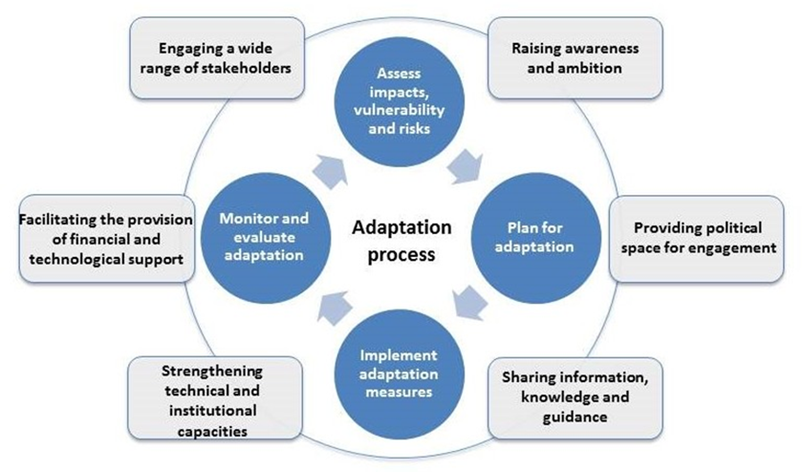 Engaging a wide
range of stakeholders
Assess
impacts,
vulnerability
and risks
Raising awareness
and ambition
Facilitating the provision
of financial and
technological support
Monitor and
evaluate
adaptation
Adaptation
process
Plan for
adaptation
Providing political
space for engagement
Strengthening
technical and
institutional
capacities
Implement
adaptation
measures
Sharing information,
knowledge and
guidance